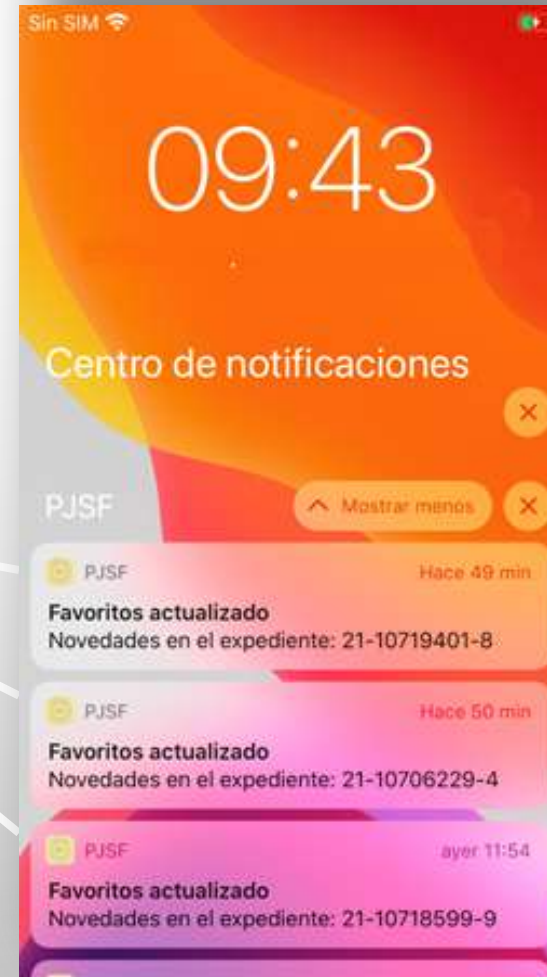 Sin SIM
09:43
Centro de notificaciones
PJSF
Mostrar menos
PJSF
Hace 49 min
Favoritos actualizado
Novedades en el expediente: 21-10719401-8
PJSF
Hace 50 min
Favoritos actualizado
Novedades en el expediente: 21-10706229-4
PJSF
ayer 11:54
Favoritos actualizado
Novedades en el expediente: 21-10718599-9